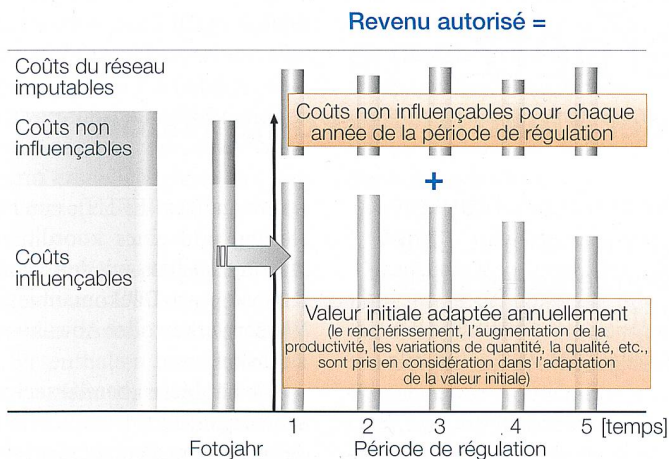 Revenu autorisé =
Coûts du réseau
imputables
Coûts non
influençables
Coûts non influençables pour chaque
année de la période de régulation
+
Coûts
influençables
Valeur initiale adaptée annuellement
(le renchérissement, l'augmentation de la
productivité, les variations de quantité, la qualité, etc.,
sont pris en considération dans l'adaptation
de la valeur initiale)
1 2 3 4 5 [temps]
Fotojahr Période de régulation